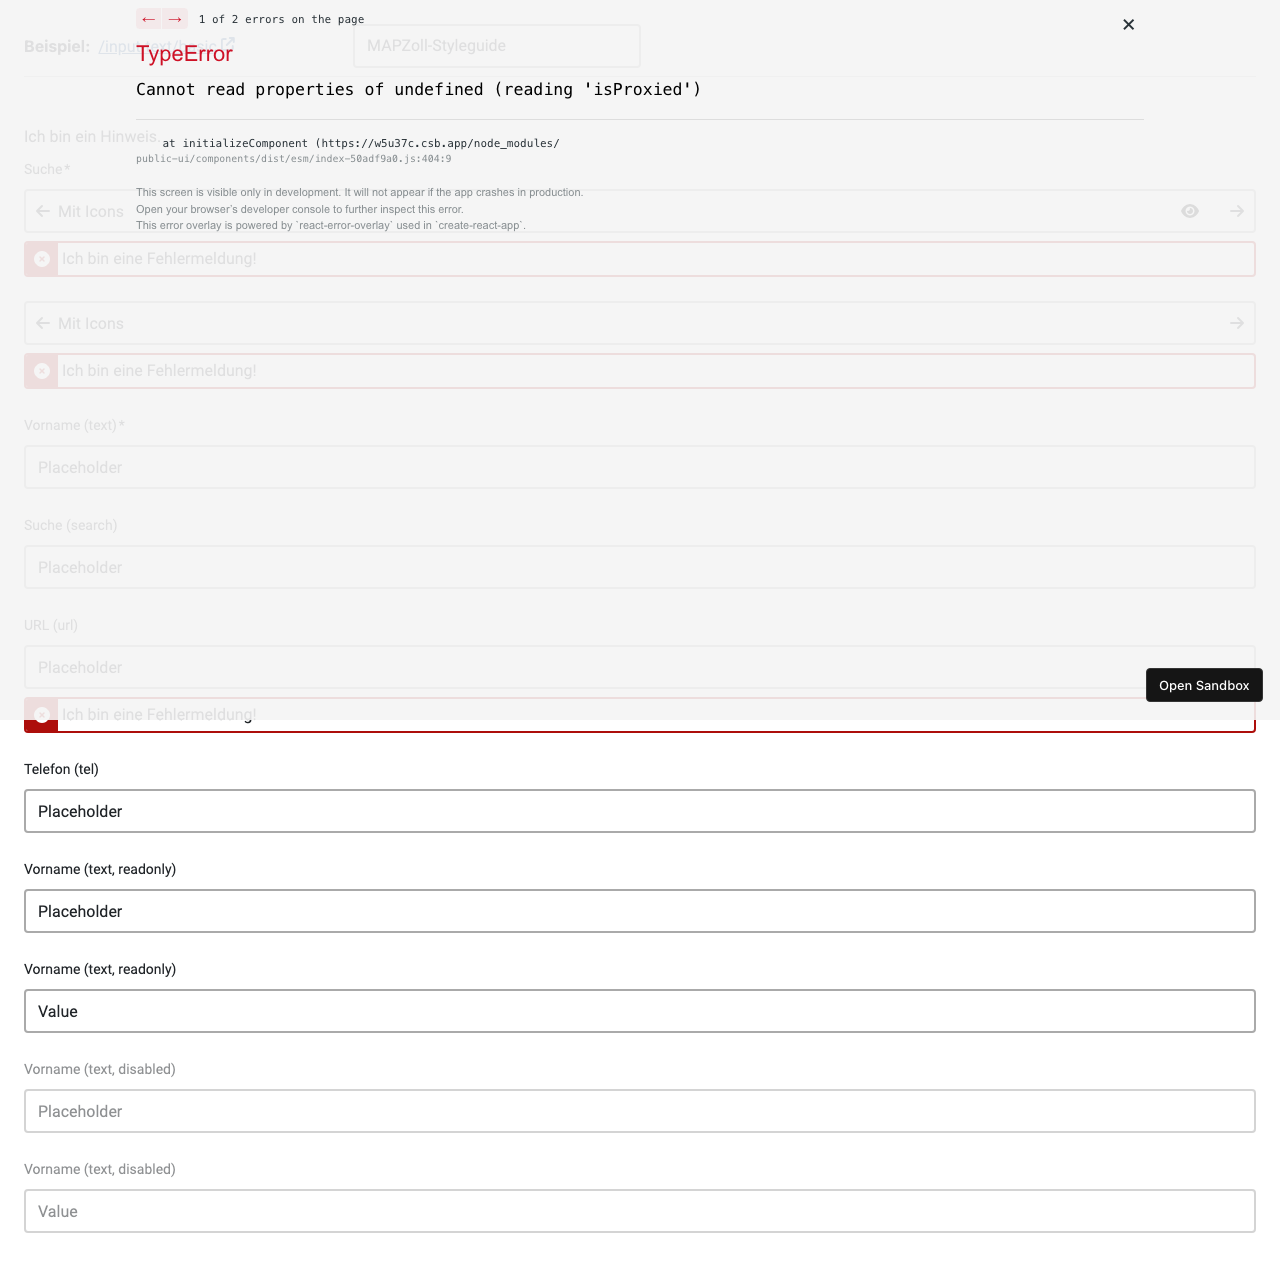 ← → 1 of 2 errors on the page
Beispiel: /input-text/basic
MAPZoll-Styleguide
TypeError
Cannot read properties of undefined (reading 'isProxied')
Ich bin ein Hinweis.
at initializeComponent (https://w5u37c.csb.app/node_modules/
public-ui/components/dist/esm/index-50adf9a0.js:404:9
Suche*
This screen is visible only in development. It will not appear if the app crashes in production.
Open your browser’s developer console to further inspect this error.
This error overlay is powered by `react-error-overlay` used in `create-react-app`.
Mit Icons
Ich bin eine Fehlermeldung!
Mit Icons
Ich bin eine Fehlermeldung!
Vorname (text)*
Placeholder
Suche (search)
Placeholder
URL (url)
Placeholder
Open Sandbox
Ich bin eine Fehlermeldung!
Telefon (tel)
Placeholder
Vorname (text, readonly)
Placeholder
Vorname (text, readonly)
Value
Vorname (text, disabled)
Placeholder
Vorname (text, disabled)
Value